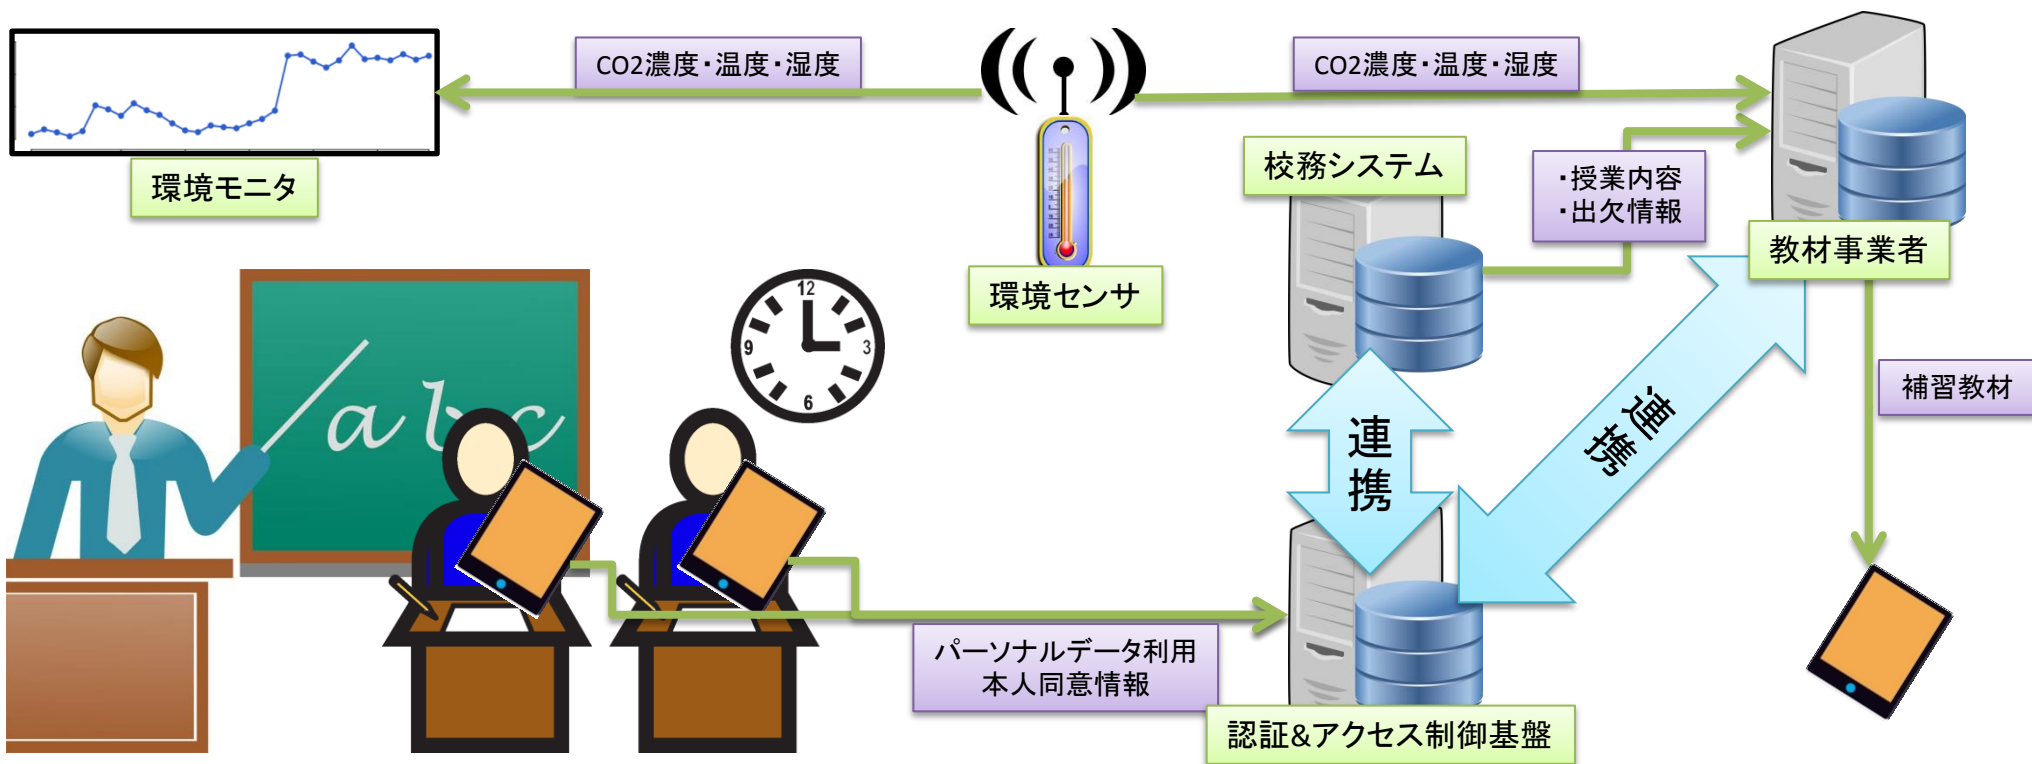 CO2濃度・温度・湿度
CO2濃度・温度・湿度
環境モニタ
校務システム
・授業内容
・出欠情報
教材事業者
環境センサ
12
9
3
6
abc
補習教材
連携
連携
パーソナルデータ利用
本人同意情報
認証&アクセス制御基盤